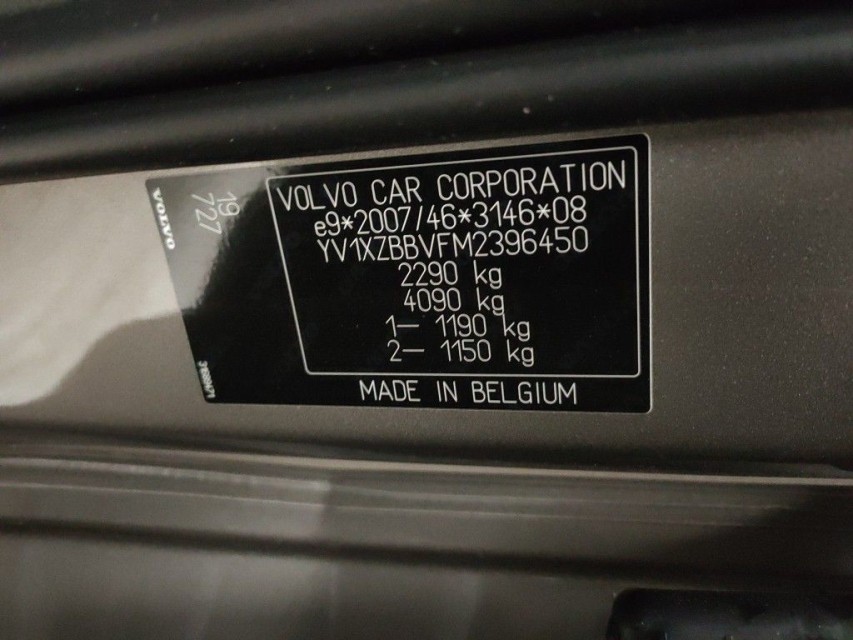 VOLVO
19
727
VOLVO CAR CORPORATION
e9*2007/46*3146*08
YV1XZBBVFM2396450
2290 kg
4090 kg
1– 1190 kg
2– 1150 kg
MADE IN BELGIUM